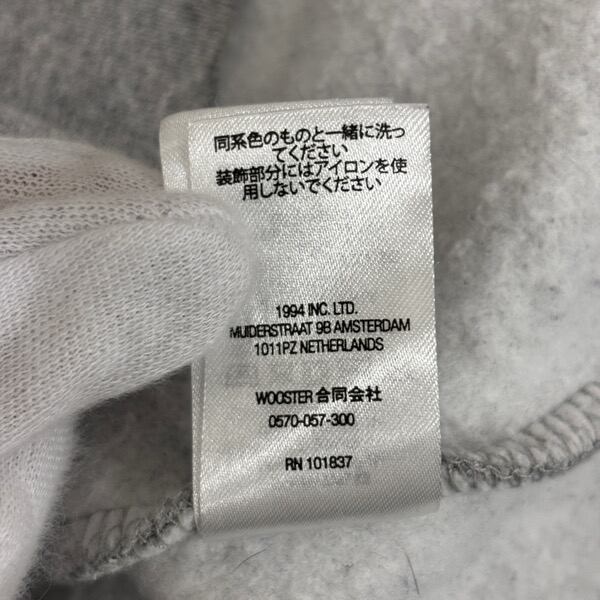 同系色のものと一緒に洗っ
てください
装飾部分にはアイロンを使
用しないでください
1994 INC. LTD.
MUIDERSTRAAT 9B AMSTERDAM
1011PZ NETHERLANDS
WOOSTER 合同会社
0570-057-300
RN 101837